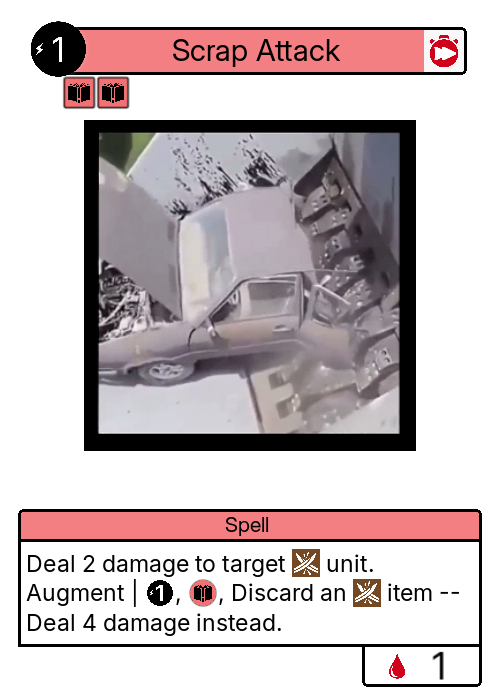 1 Scrap Attack
Spell
Deal 2 damage to target unit.
Augment | 1, , Discard an item --
Deal 4 damage instead.
1